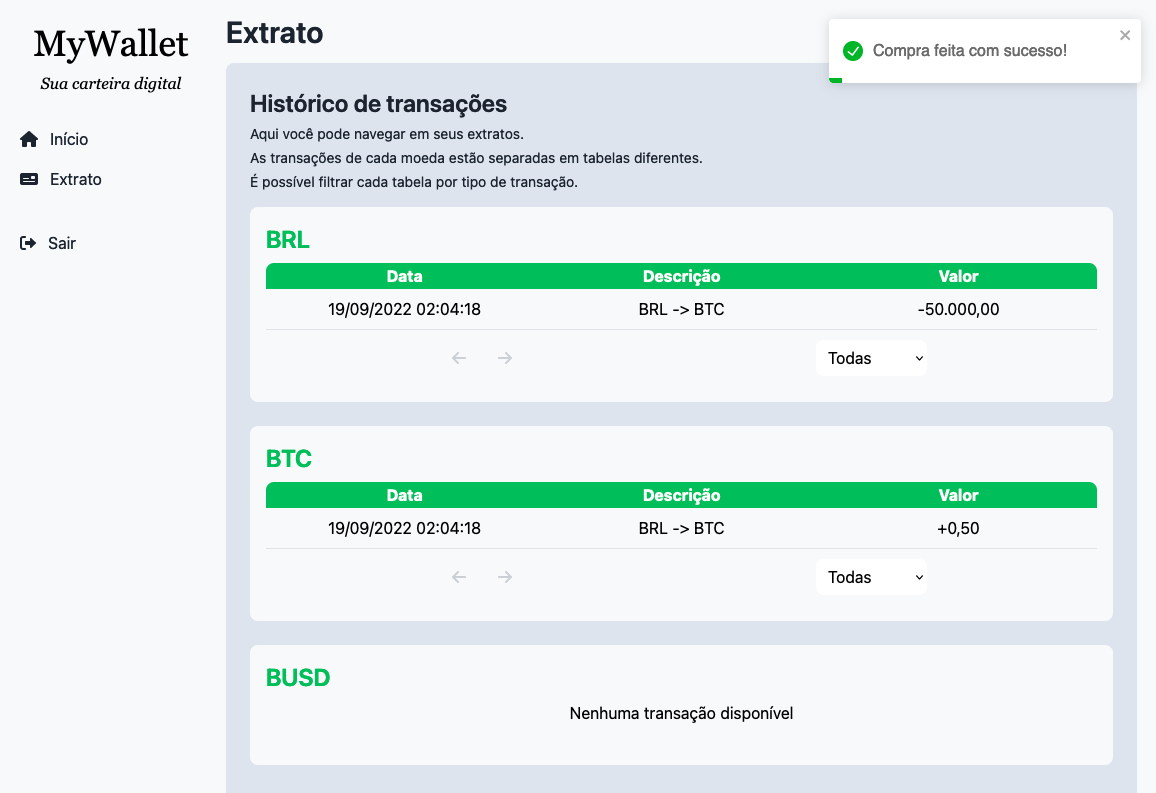 MyWallet
Sua carteira digital
Início
Extrato
Sair
Extrato
Compra feita com sucesso!
Histórico de transações
Aqui você pode navegar em seus extratos.
As transações de cada moeda estão separadas em tabelas diferentes.
É possível filtrar cada tabela por tipo de transação.
BRL
Data Descrição Valor
19/09/2022 02:04:18 BRL -> BTC -50.000,00
Todas
BTC
Data Descrição Valor
19/09/2022 02:04:18 BRL -> BTC +0,50
Todas
BUSD
Nenhuma transação disponível